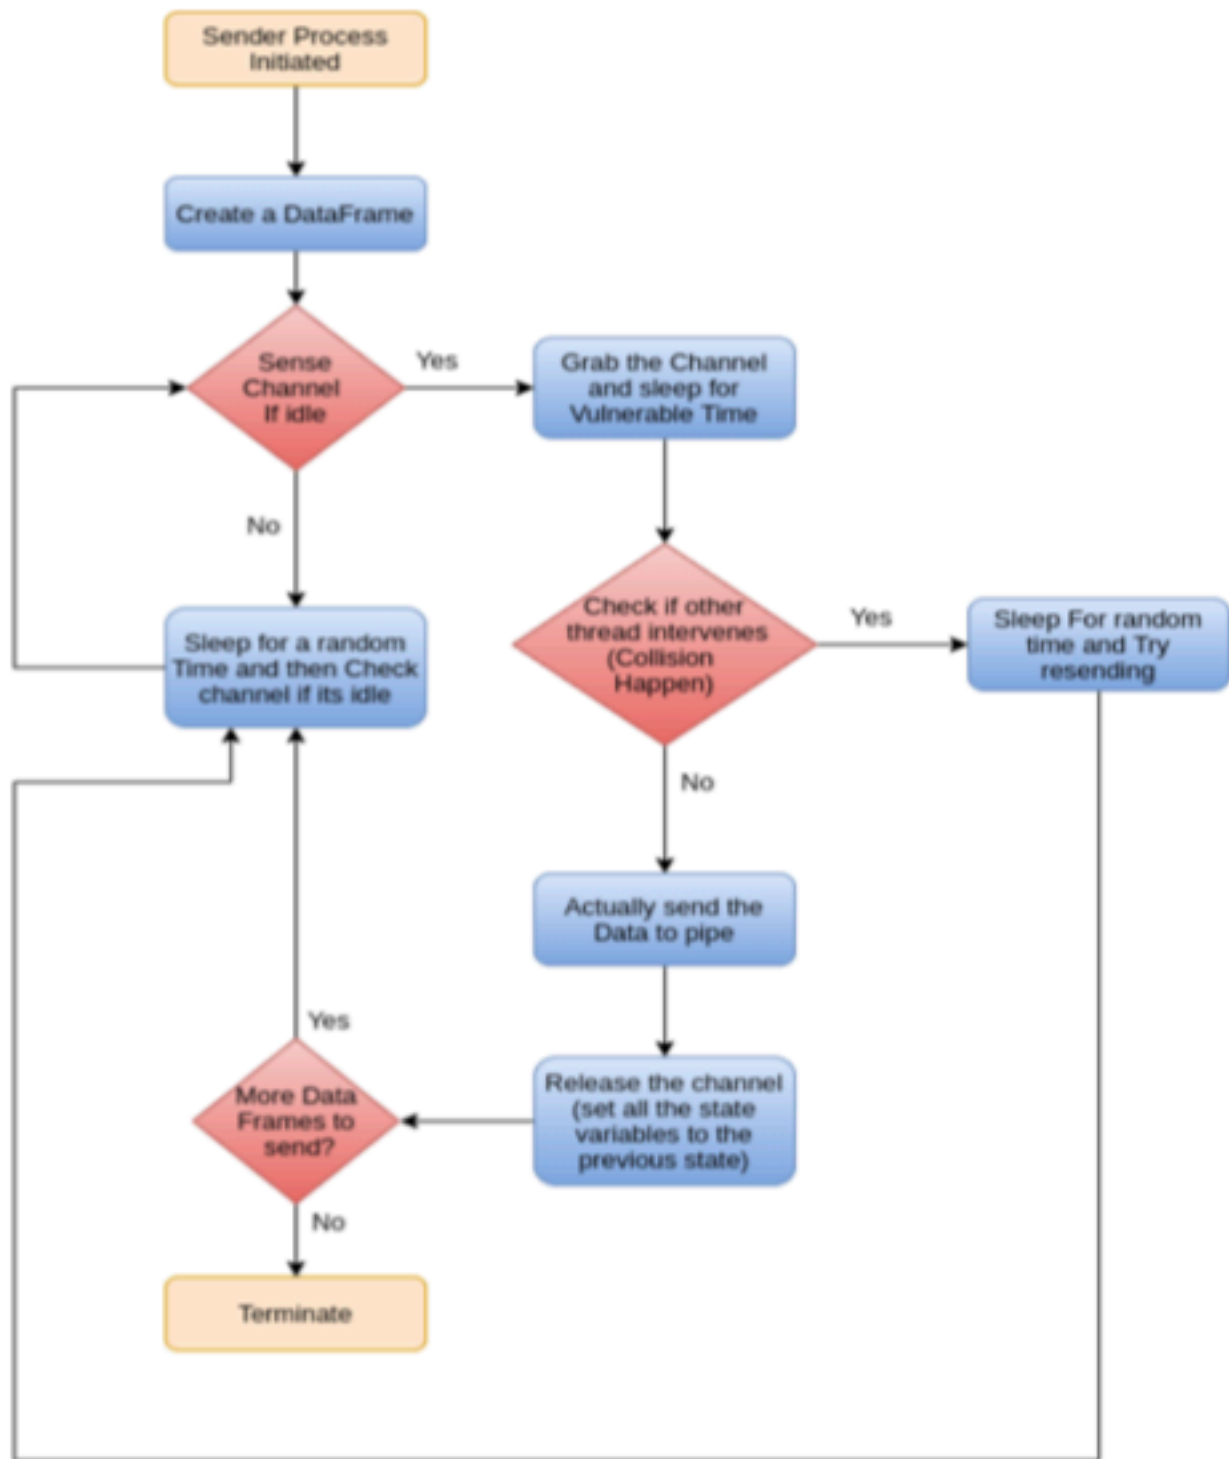 Sender Process
Initiated
Create a DataFrame
Sense
Channel
If idle
Yes
Grab the Channel
and sleep for
Vulnerable Time
No
Sleep for a random
Time and then Check
channel if its idle
Check if other
thread intervenes
(Collision
Happen)
Yes
Sleep For random
time and Try
resending
No
Actually send the
Data to pipe
Release the channel
(set all the state
variables to the
previous state)
Yes
More Data
Frames to
send?
No
Terminate